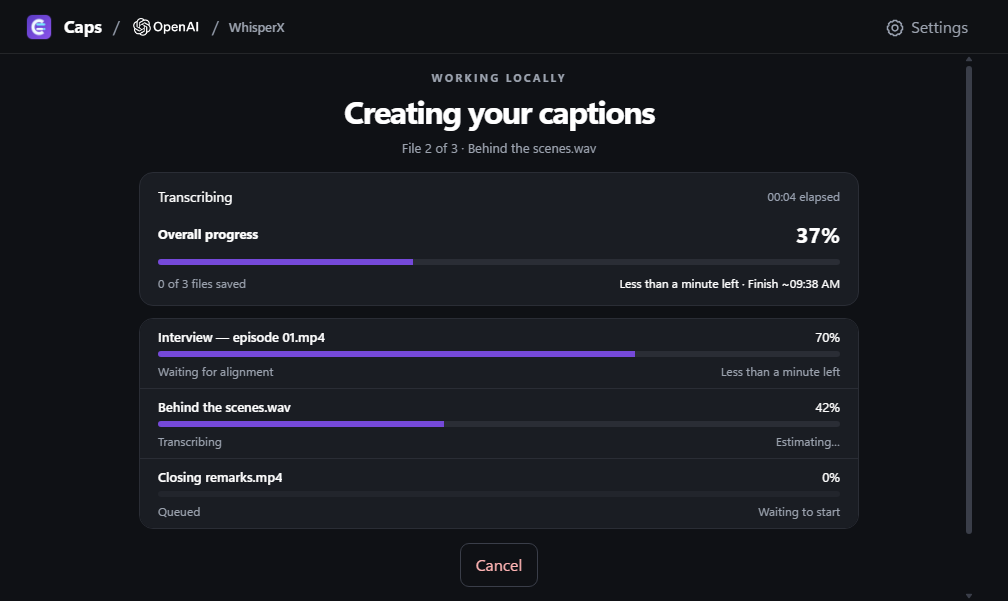 Caps / OpenAI / WhisperX
Settings
WORKING LOCALLY
Creating your captions
File 2 of 3 · Behind the scenes.wav
Transcribing
00:04 elapsed
Overall progress
37%
0 of 3 files saved
Less than a minute left · Finish ~09:38 AM
Interview — episode 01.mp4
70%
Waiting for alignment
Less than a minute left
Behind the scenes.wav
42%
Transcribing
Estimating...
Closing remarks.mp4
0%
Queued
Waiting to start
Cancel